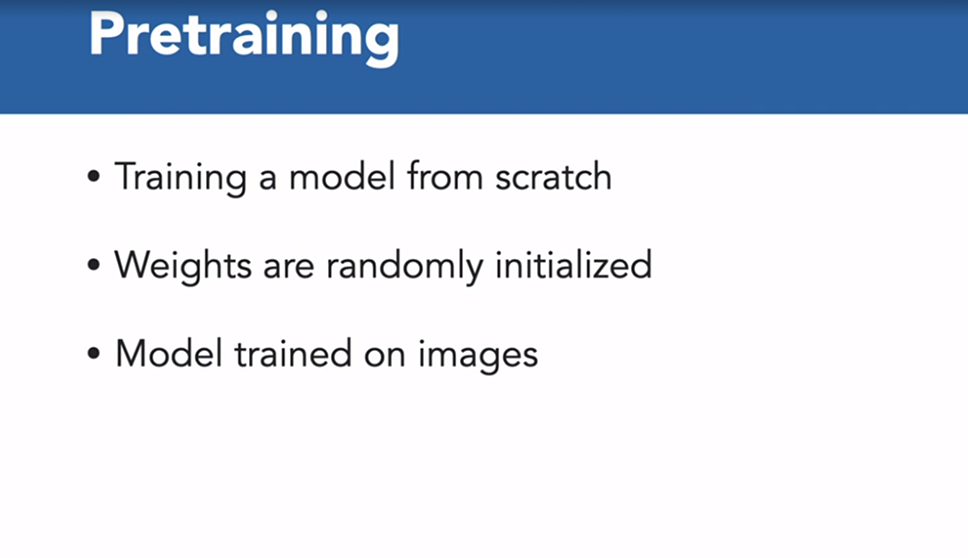 Pretraining
• Training a model from scratch
• Weights are randomly initialized
• Model trained on images